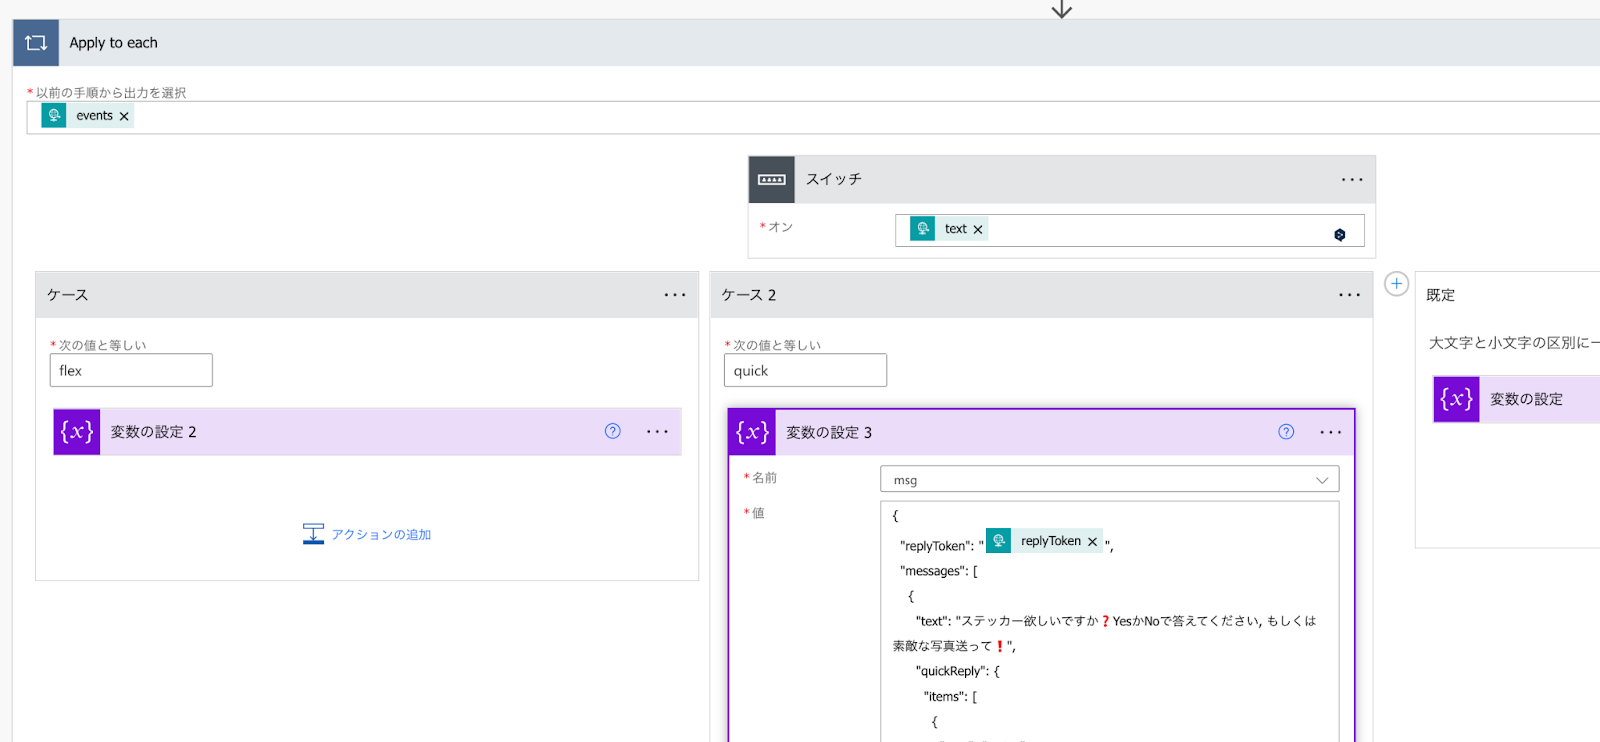 Apply to each
*以前の手順から出力を選択
events ×
スイッチ
*オン
text ×
ケース
*次の値と等しい
flex
{x} 変数の設定 2
アクションの追加
ケース 2
*次の値と等しい
quick
{x} 変数の設定 3
*名前
msg
*値
{
"replyToken": " replyToken × ",
"messages": [
{
"text": "ステッカー欲しいですか❓YesかNoで答えてください, もしくは
素敵な写真送って❗",
"quickReply": {
"items": [
{
既定
大文字と小文字の区別に一
{x} 変数の設定